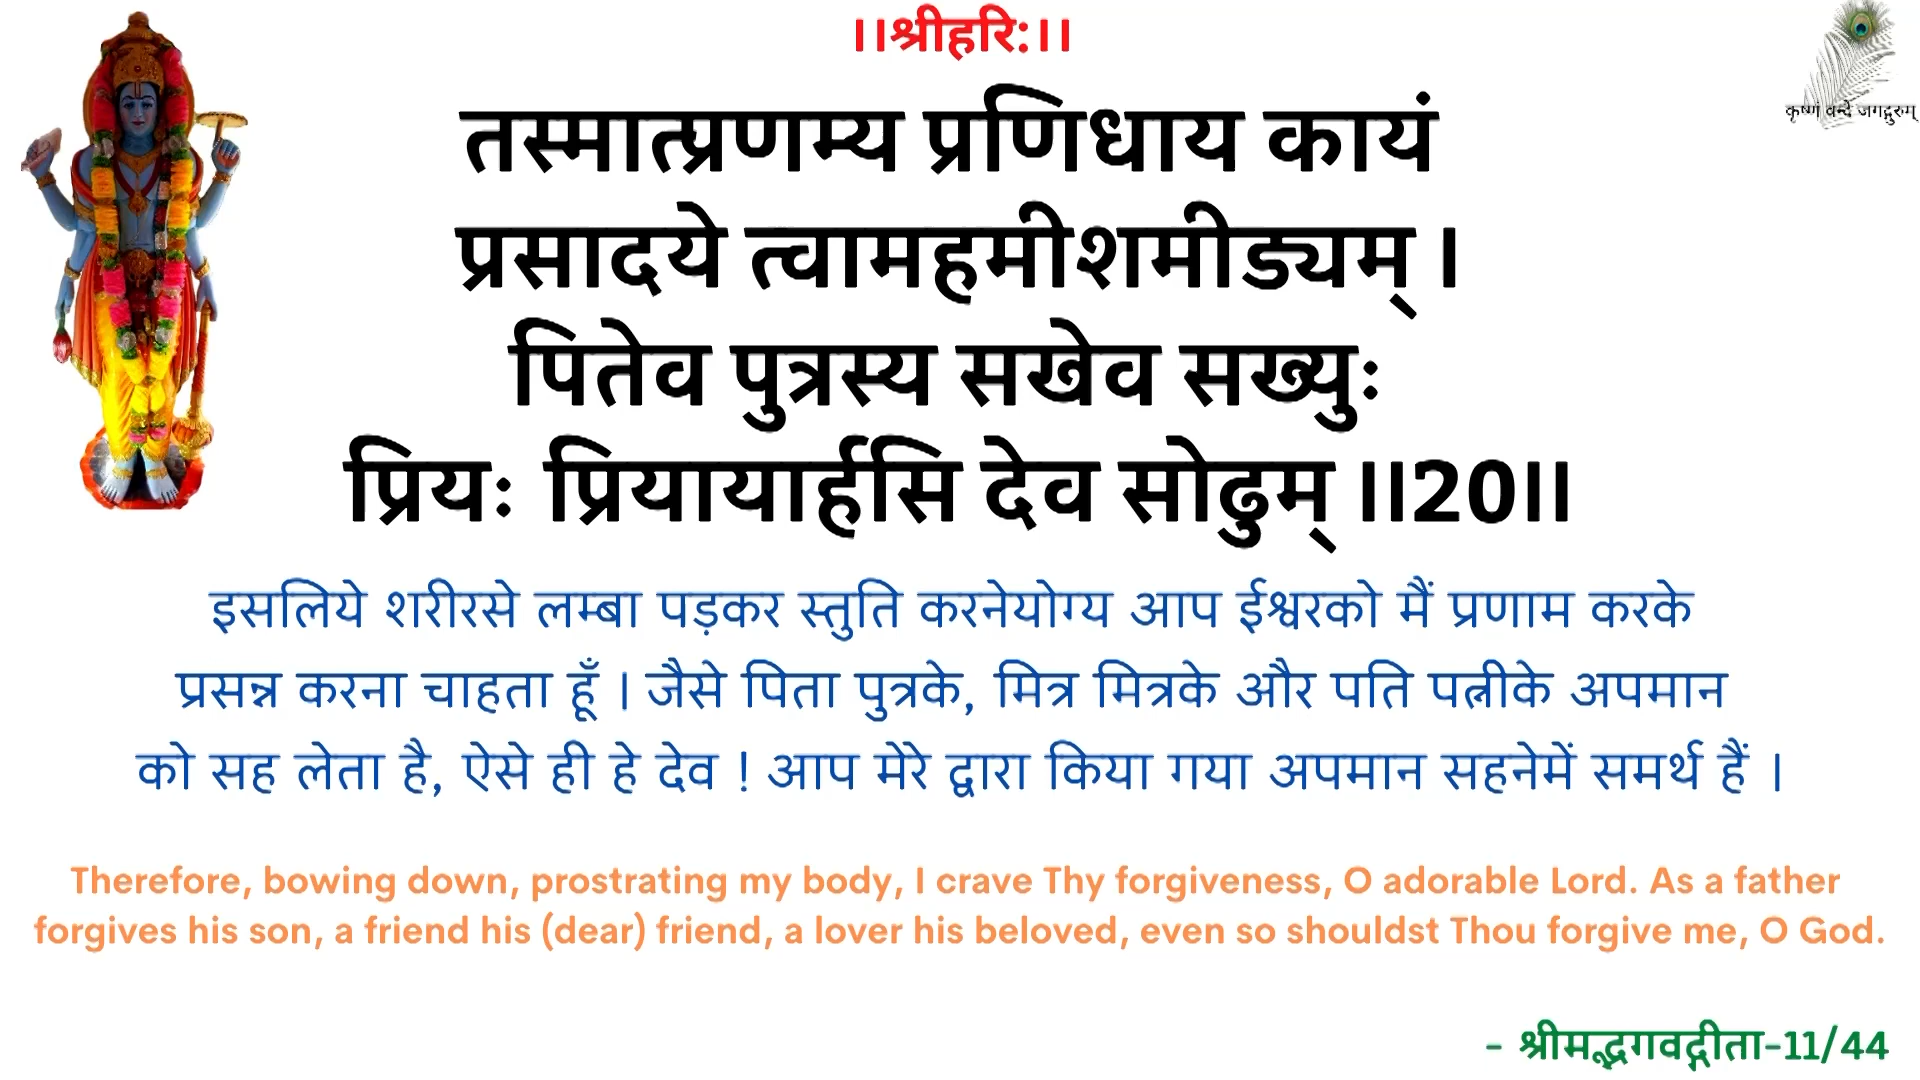 ।।श्रीहरि:।।
कृष्णं वन्दे जगद्गुरुम्
तस्मात्प्रणम्य प्रणिधाय कायं
प्रसादये त्वामहमीशमीड्यम् ।
पितेव पुत्रस्य सखेव सख्युः
प्रियः प्रियायार्हसि देव सोढुम् ।।20।।
इसलिये शरीरसे लम्बा पड़कर स्तुति करनेयोग्य आप ईश्वरको मैं प्रणाम करके
प्रसन्न करना चाहता हूँ । जैसे पिता पुत्रके, मित्र मित्रके और पति पत्नीके अपमान
को सह लेता है, ऐसे ही हे देव ! आप मेरे द्वारा किया गया अपमान सहनेमें समर्थ हैं ।
Therefore, bowing down, prostrating my body, I crave Thy forgiveness, O adorable Lord. As a father
forgives his son, a friend his (dear) friend, a lover his beloved, even so shouldst Thou forgive me, O God.
- श्रीमद्भगवद्गीता-11/44